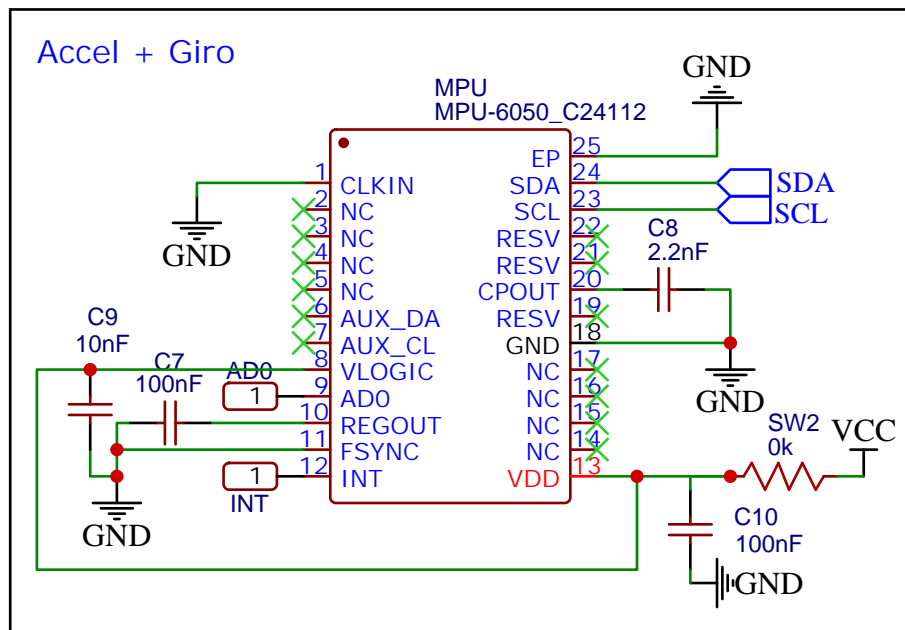 Accel + Giro
MPU
MPU-6050_C24112
GND
1
CLKIN
2
NC
3
NC
4
NC
5
NC
6
AUX_DA
7
AUX_CL
8
VLOGIC
9
AD0
10
REGOUT
11
FSYNC
12
INT
25
EP
24
SDA
23
SCL
22
RESV
21
RESV
20
CPOUT
19
RESV
18
GND
17
NC
16
NC
15
NC
14
NC
13
VDD
SDA
SCL
C8
2.2nF
GND
GND
C9
10nF
C7
100nF
AD0
1
1
INT
GND
SW2
0k
VCC
C10
100nF
GND